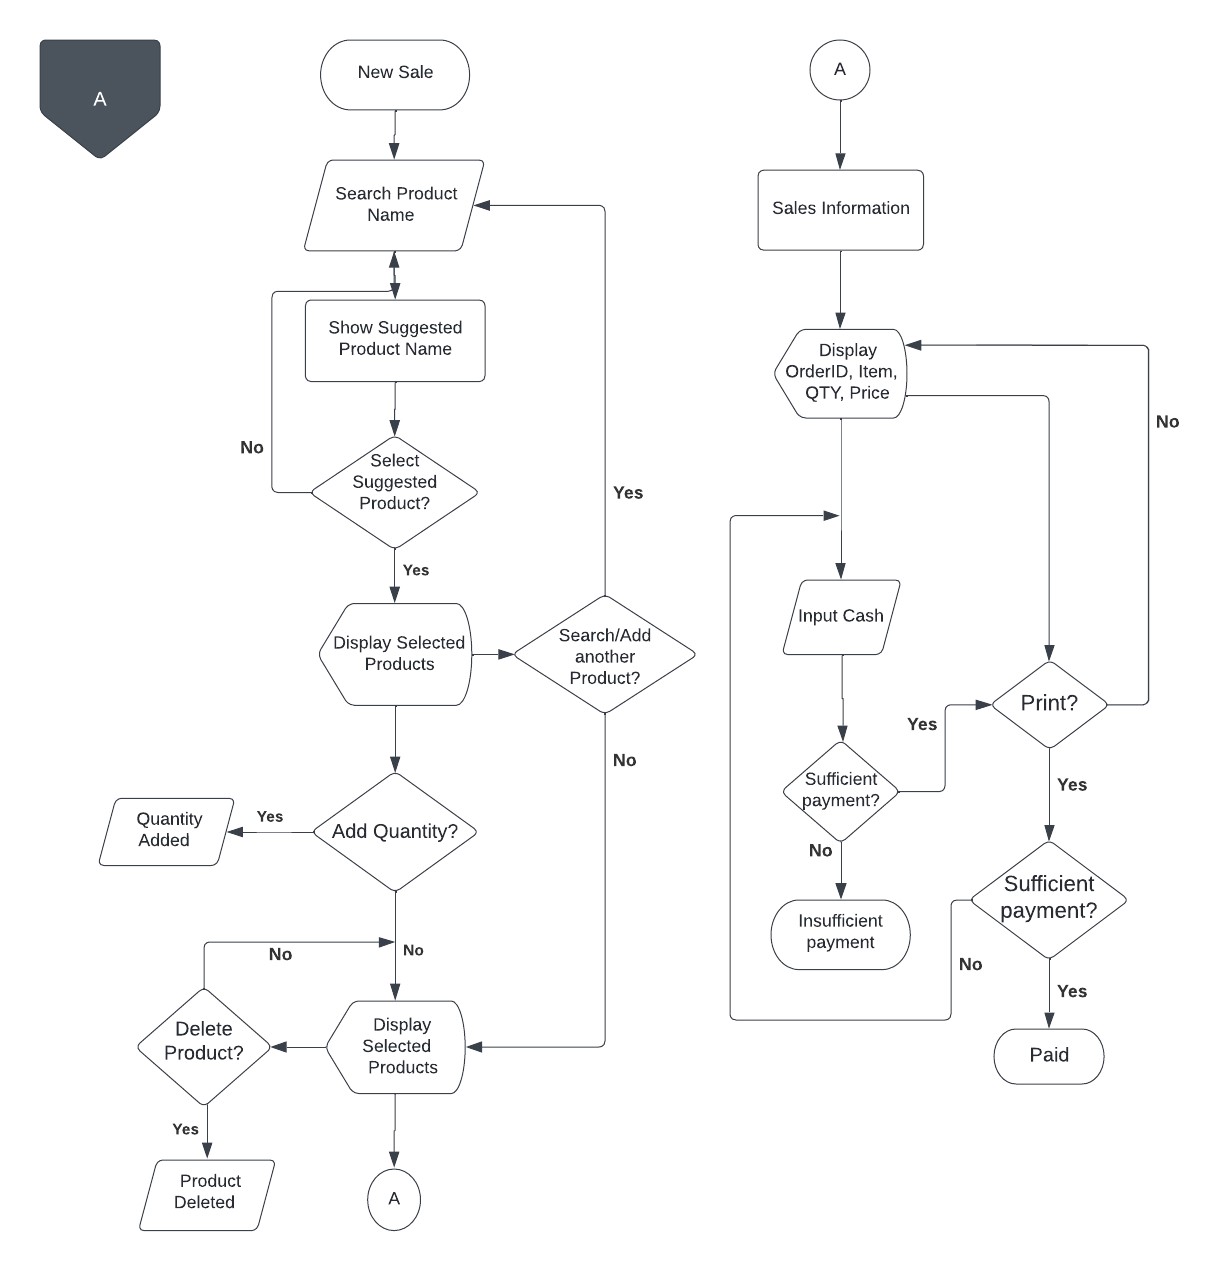 A
New Sale
Search Product
Name
Show Suggested
Product Name
No
Select
Suggested
Product?
Yes
Yes
Display Selected
Products
Search/Add
another
Product?
No
Quantity
Added
Yes
Add Quantity?
No
No
Delete
Product?
Display
Selected
Products
Yes
Product
Deleted
A
A
Sales Information
Display
OrderID, Item,
QTY, Price
No
Input Cash
Print?
Yes
Sufficient
payment?
Yes
No
Sufficient
payment?
Insufficient
payment
No
Yes
Paid